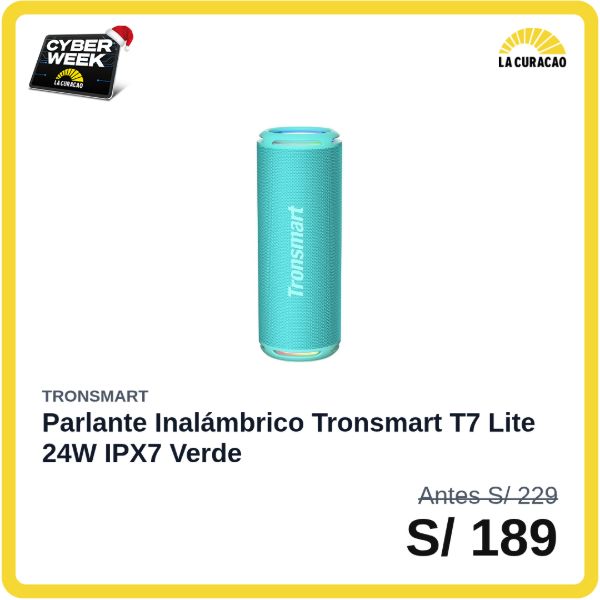 CYBER
WEEK
LA CURACAO
LA CURACAO
Tronsmart
TRONSMART
Parlante Inalámbrico Tronsmart T7 Lite
24W IPX7 Verde
Antes S/ 229
S/ 189